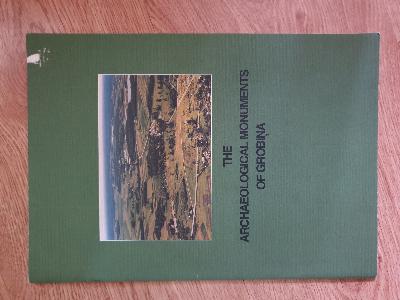 THE
ARCHAEOLOGICAL MONUMENTS
OF GROBIŅA